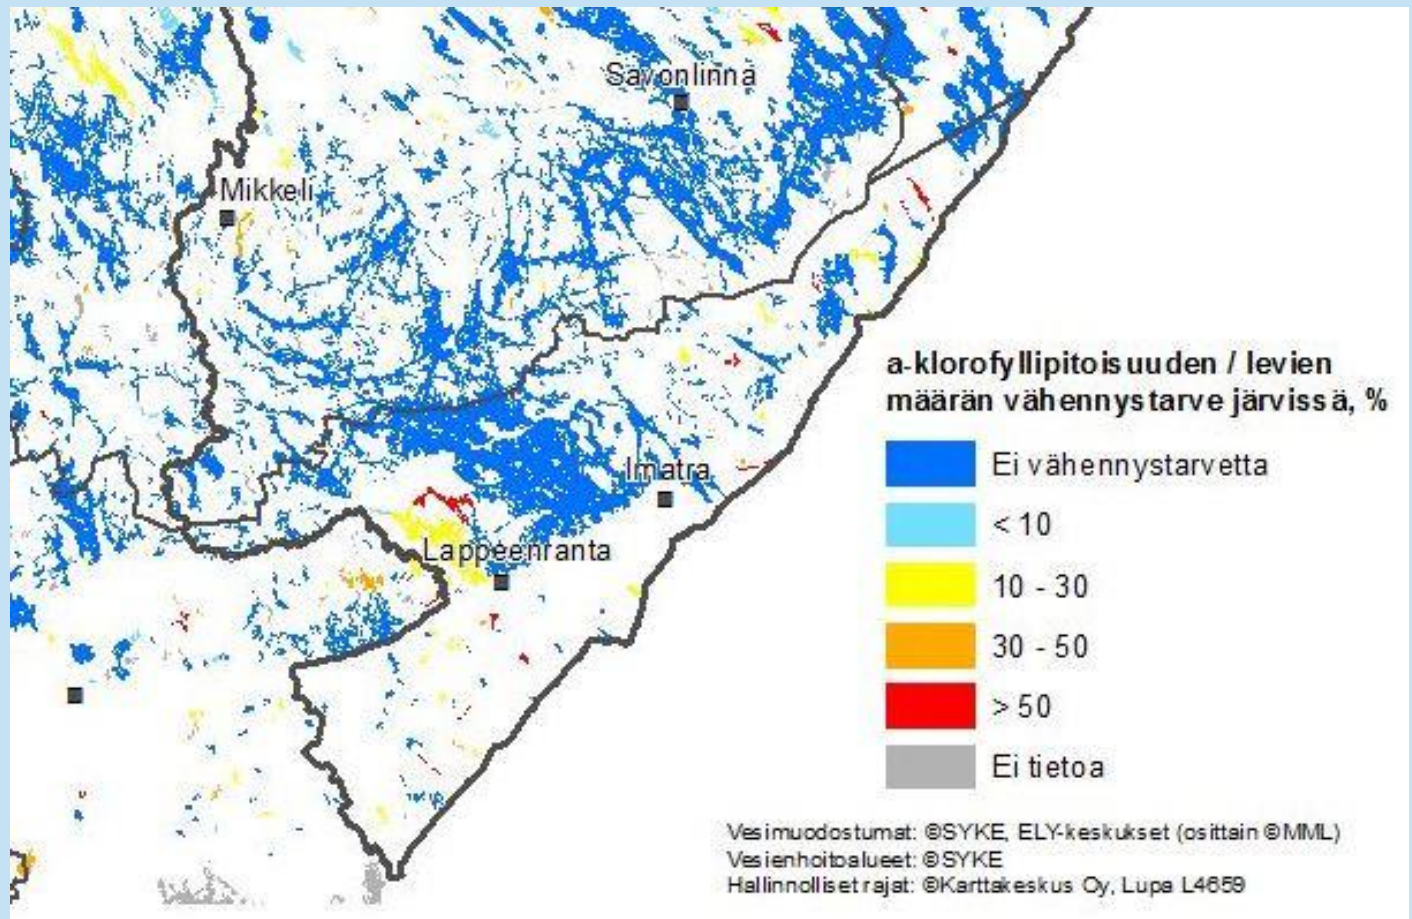 Savonlinna
Mikkeli
Imatra
Lappeenranta
a-klorofyllipitoisuuden / levien
määrän vähennystarve järvissä, %
Ei vähennystarvetta
< 10
10 - 30
30 - 50
> 50
Ei tietoa
Vesimuodostumat: ©SYKE, ELY-keskukset (osittain ©MML)
Vesienhoitoalueet: ©SYKE
Hallinnolliset rajat: ©Karttakeskus Oy, Lupa L4659